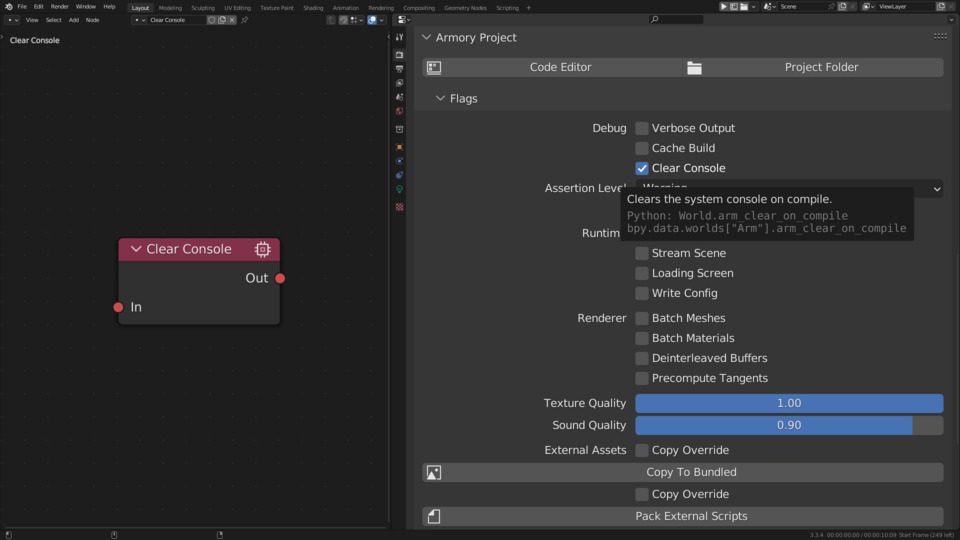 File Edit Render Window Help Layout Modeling Sculpting UV Editing Texture Paint Shading Animation Rendering Compositing Geometry Nodes Scripting + Scene ViewLayer
View Select Add Node Clear Console
Clear Console
Armory Project
Code Editor Project Folder
Flags
Debug Verbose Output
Cache Build
Clear Console
Assertion Level
Clears the system console on compile.
Python: World.arm_clear_on_compile
bpy.data.worlds["Arm"].arm_clear_on_compile
Stream Scene
Loading Screen
Write Config
Renderer Batch Meshes
Batch Materials
Deinterleaved Buffers
Precompute Tangents
Texture Quality 1.00
Sound Quality 0.90
External Assets Copy Override
Copy To Bundled
Copy Override
Pack External Scripts
Clear Console
Out
In
3.3.4 00:00:00.00 / 00:00:10.09 Start Frame (249 left)